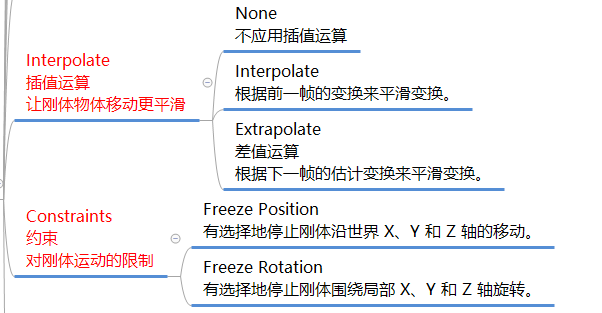 Interpolate
插值运算
让刚体物体移动更平滑
None
不应用插值运算
Interpolate
根据前一帧的变换来平滑变换。
Extrapolate
差值运算
根据下一帧的估计变换来平滑变换。
Constraints
约束
对刚体运动的限制
Freeze Position
有选择地停止刚体沿世界 X、Y 和 Z 轴的移动。
Freeze Rotation
有选择地停止刚体围绕局部 X、Y 和 Z 轴旋转。